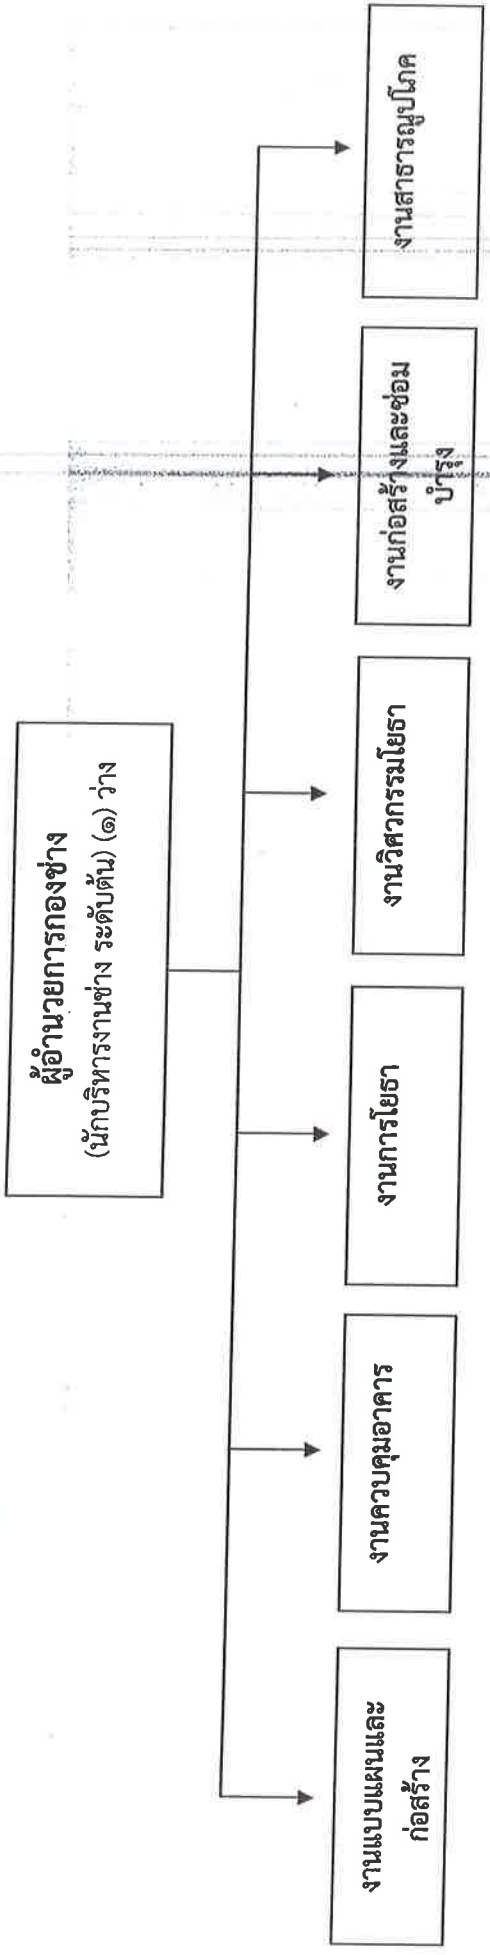 ผู้อำนวยการกองช่าง
(นักบริหารงานช่าง ระดับต้น) (๑) ว่าง
งานแบบแผนและ
ก่อสร้าง
งานควบคุมอาคาร
งานการโยธา
งานวิศวกรรมโยธา
งานก่อสร้างและซ่อม
บำรุง
งานสาธารณูปโภค